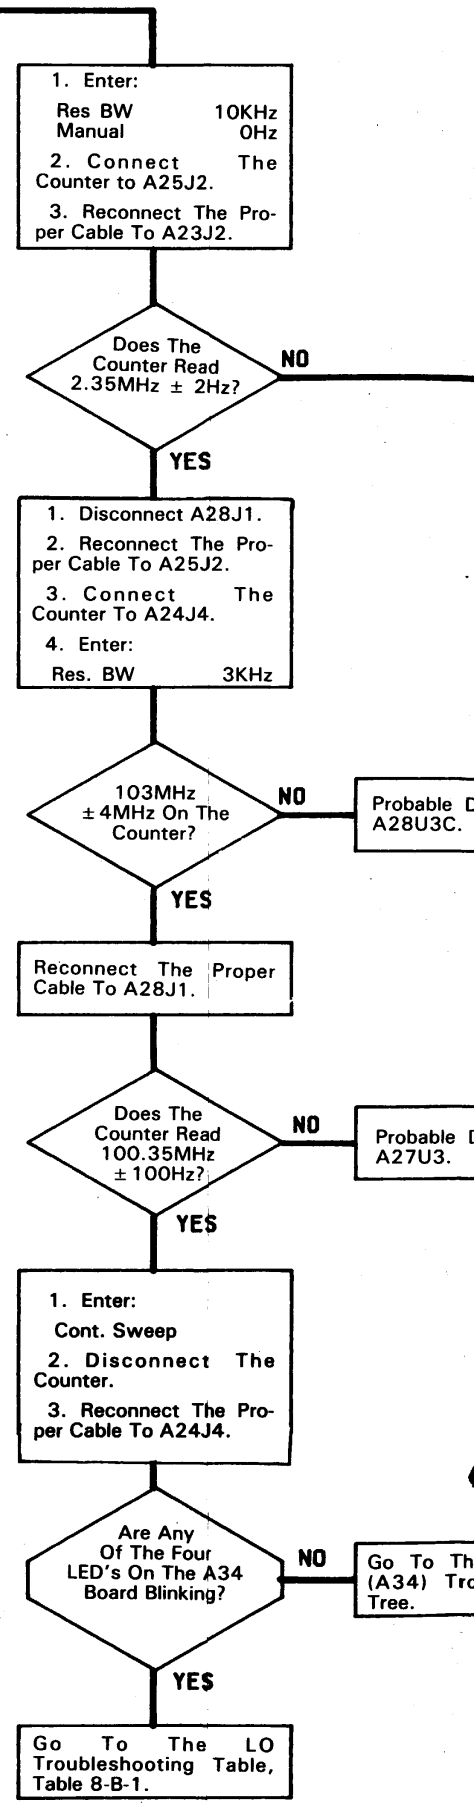 1. Enter:
Res BW 10KHz
Manual 0Hz
2. Connect The
Counter to A25J2.
3. Reconnect The Pro-
per Cable To A23J2.
Does The
Counter Read
2.35MHz ± 2Hz?
NO
YES
1. Disconnect A28J1.
2. Reconnect The Pro-
per Cable To A25J2.
3. Connect The
Counter To A24J4.
4. Enter:
Res. BW 3KHz
103MHz
± 4MHz On The
Counter?
NO
Probable
A28U3C.
YES
Reconnect The Proper
Cable To A28J1.
Does The
Counter Read
100.35MHz
± 100Hz?
NO
Probable
A27U3.
YES
1. Enter:
Cont. Sweep
2. Disconnect The
Counter.
3. Reconnect The Pro-
per Cable To A24J4.
Are Any
Of The Four
LED's On The A34
Board Blinking?
NO
Go To Th
(A34) Tro
Tree.
YES
Go To The LO
Troubleshooting Table,
Table 8-B-1.